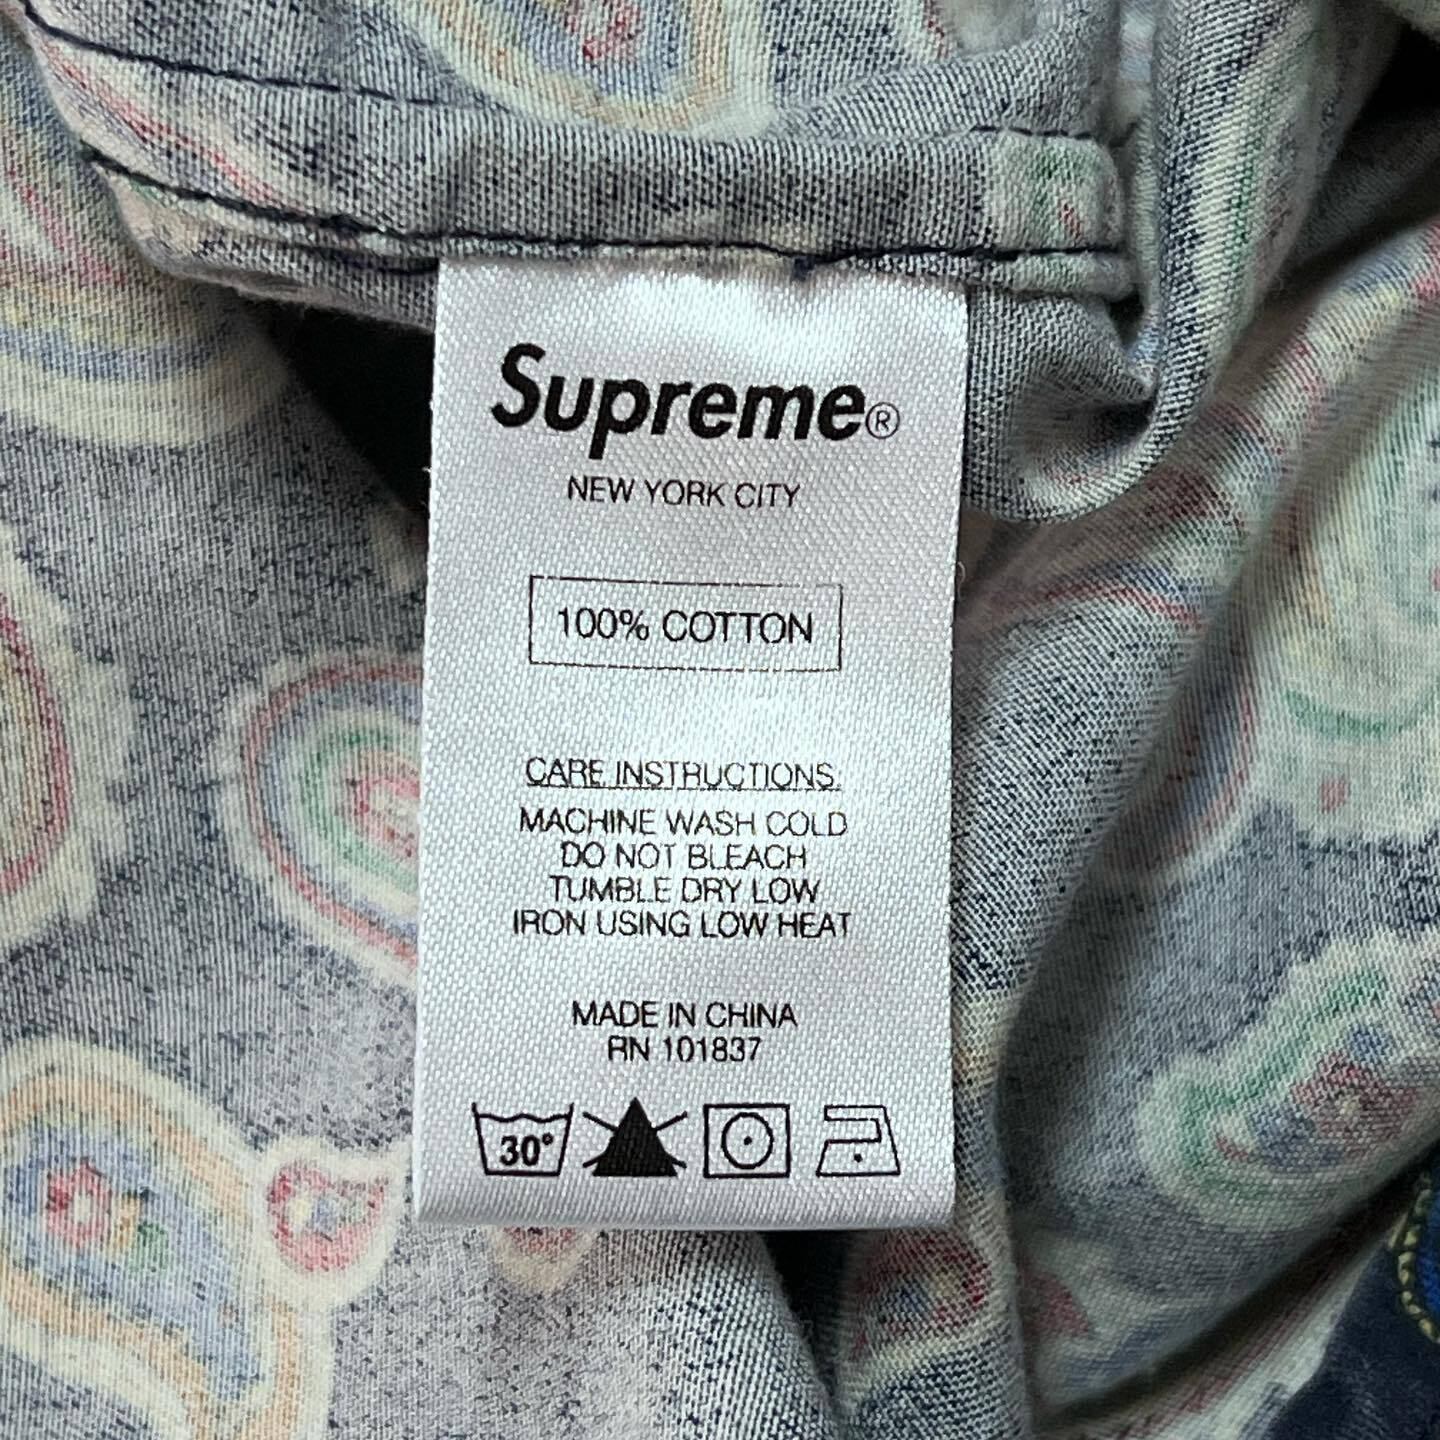 Supreme®
NEW YORK CITY
100% COTTON
CARE INSTRUCTIONS:
MACHINE WASH COLD
DO NOT BLEACH
TUMBLE DRY LOW
IRON USING LOW HEAT
MADE IN CHINA
RN 101837
30°